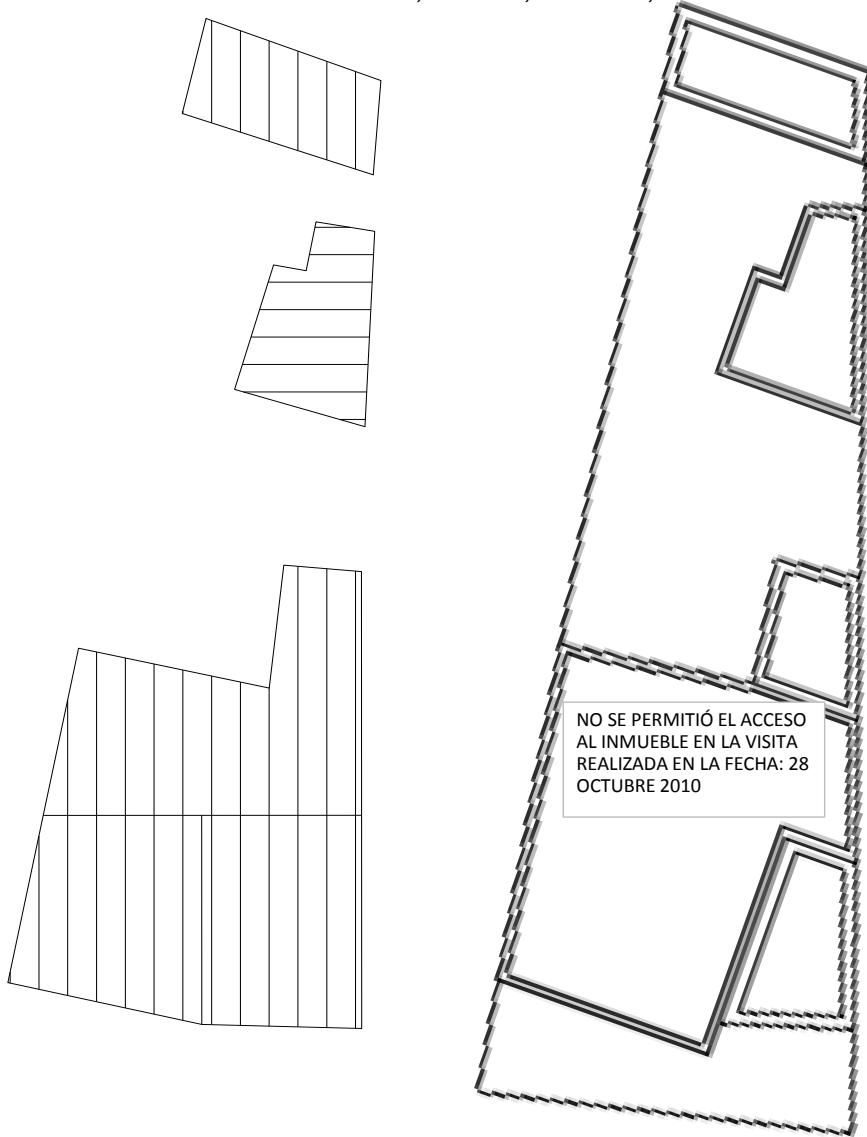 NO SE PERMITIÓ EL ACCESO
AL INMUEBLE EN LA VISITA
REALIZADA EN LA FECHA: 28
OCTUBRE 2010